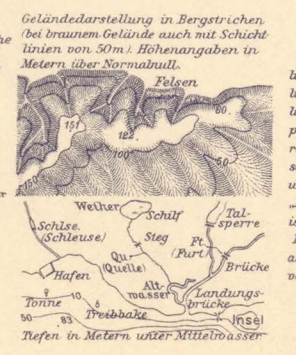 Geländedarstellung in Bergstrichen
(bei braunem Gelände auch mit Schicht-
linien von 50m). Höhenangaben in
Metern über Normalnull.
Felsen
151
122
80
100
50
150
Weiher
Schilf
Tal-
sperre
Schlse.
(Schleuse)
Steg
Ft.
(Furt)
Qu.
(Quelle)
Brücke
Hafen
Alt-
wasser
Landungs-
brücke
Tonne
10
Treibbake
50
83
Insel
Tiefen in Metern unter Mittelwasser